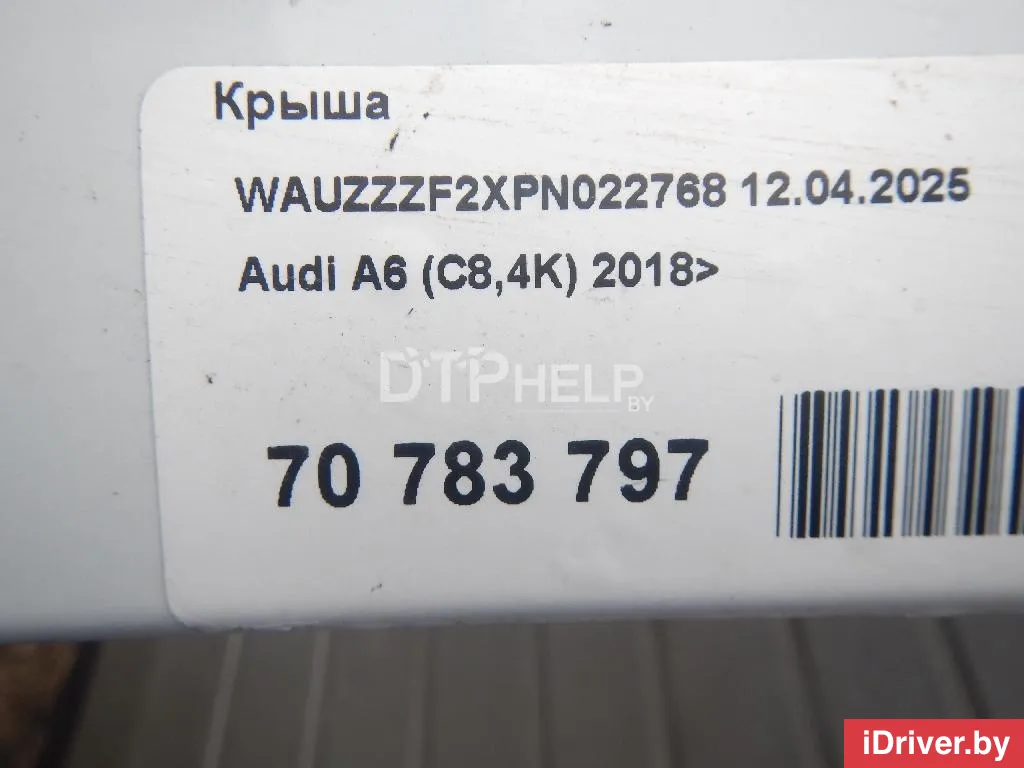 Крыша
WAUZZZF2XPN022768 12.04.2025
Audi A6 (C8,4K) 2018>
DTPHELP.BY
70 783 797
iDriver.by